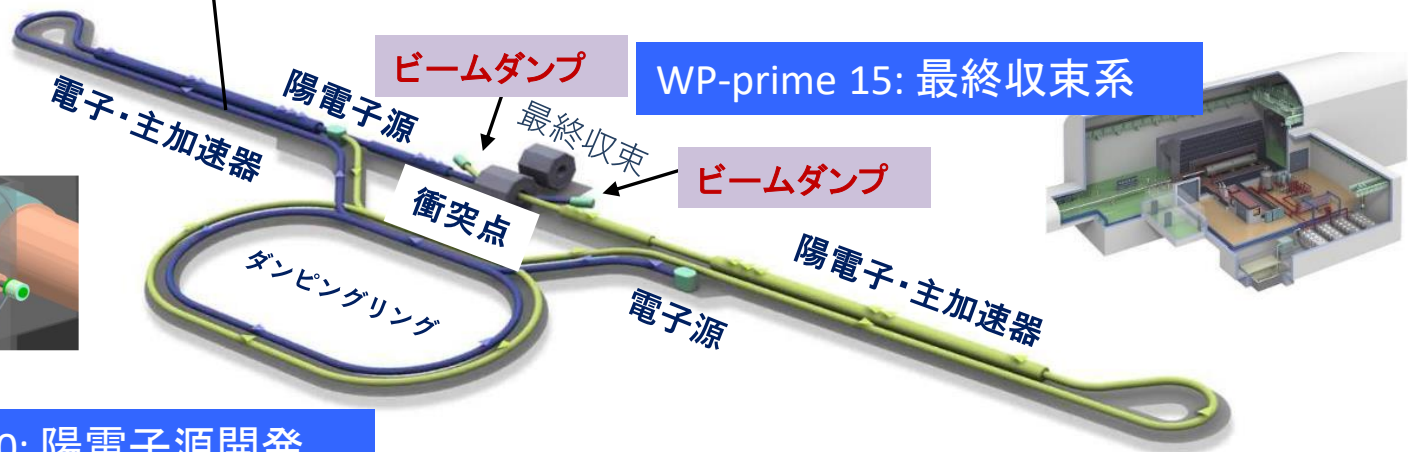 ビームダンプ
WP-prime 15: 最終収束系
電子・主加速器
陽電子源
最終収束
ビームダンプ
衝突点
ダンピングリング
電子源
陽電子・主加速器
0: 陽電子源開発